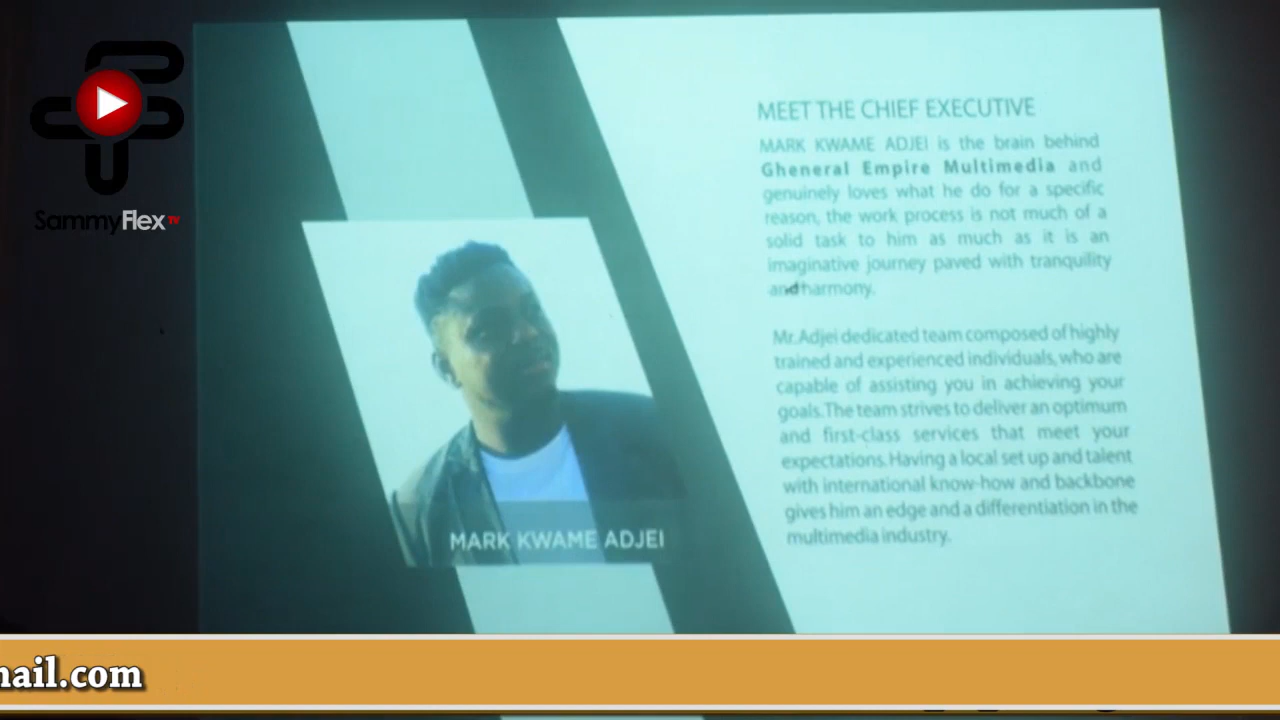 SammyFlex TV
MEET THE CHIEF EXECUTIVE
MARK KWAME ADJEI is the brain behind
Gheneral Empire Multimedia and
genuinely loves what he do for a specific
reason, the work process is not much of a
solid task to him as much as it is an
imaginative journey paved with tranquility
and harmony.
Mr. Adjei dedicated team composed of highly
trained and experienced individuals, who are
capable of assisting you in achieving your
goals. The team strives to deliver an optimum
and first-class services that meet your
expectations. Having a local set up and talent
with international know-how and backbone
gives him an edge and a differentiation in the
multimedia industry.
MARK KWAME ADJEI
mail.com